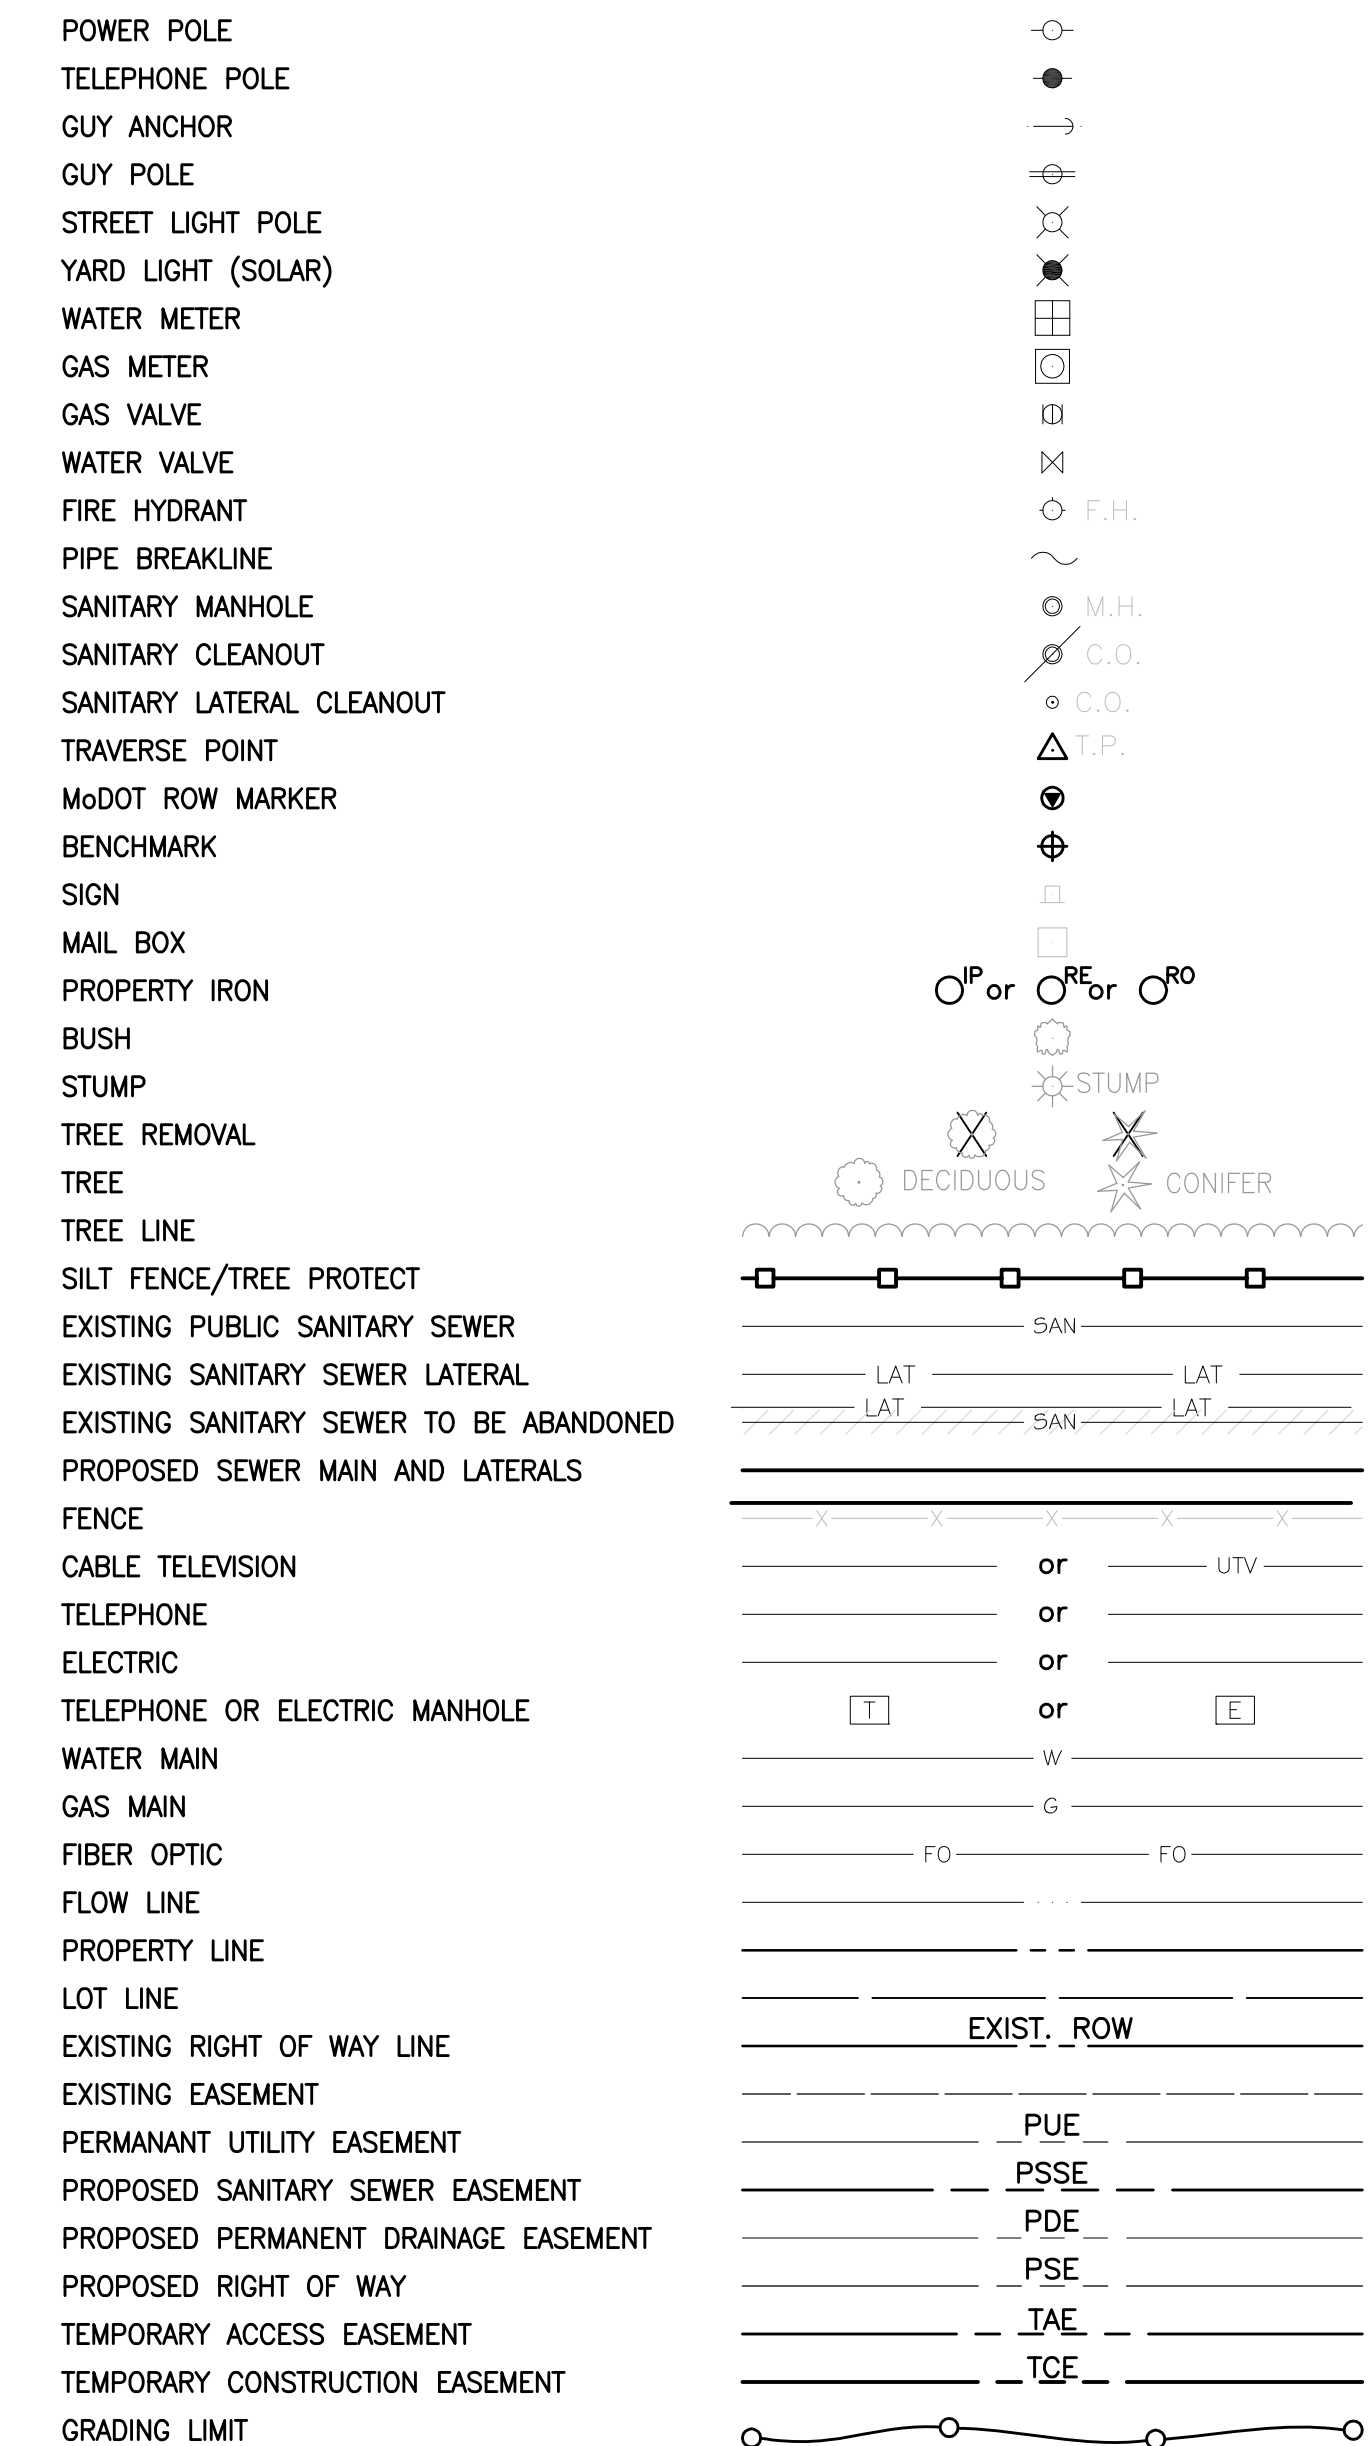 POWER POLE
TELEPHONE POLE
GUY ANCHOR
GUY POLE
STREET LIGHT POLE
YARD LIGHT (SOLAR)
WATER METER
GAS METER
GAS VALVE
WATER VALVE
FIRE HYDRANT F.H.
PIPE BREAKLINE
SANITARY MANHOLE M.H.
SANITARY CLEANOUT C.O.
SANITARY LATERAL CLEANOUT C.O.
TRAVERSE POINT T.P.
MoDOT ROW MARKER
BENCHMARK
SIGN
MAIL BOX
PROPERTY IRON IP or RE or RO
BUSH
STUMP STUMP
TREE REMOVAL
TREE DECIDUOUS CONIFER
TREE LINE
SILT FENCE/TREE PROTECT
EXISTING PUBLIC SANITARY SEWER SAN
EXISTING SANITARY SEWER LATERAL LAT LAT
LAT LAT
EXISTING SANITARY SEWER TO BE ABANDONED SAN
PROPOSED SEWER MAIN AND LATERALS
FENCE X X X X X
CABLE TELEVISION or UTV
TELEPHONE or
ELECTRIC or
TELEPHONE OR ELECTRIC MANHOLE T or E
WATER MAIN W
GAS MAIN G
FIBER OPTIC FO FO
FLOW LINE
PROPERTY LINE
LOT LINE
EXISTING RIGHT OF WAY LINE EXIST. ROW
EXISTING EASEMENT
PERMANANT UTILITY EASEMENT PUE
PROPOSED SANITARY SEWER EASEMENT PSSE
PROPOSED PERMANENT DRAINAGE EASEMENT PDE
PROPOSED RIGHT OF WAY PSE
TEMPORARY ACCESS EASEMENT TAE
TEMPORARY CONSTRUCTION EASEMENT TCE
GRADING LIMIT